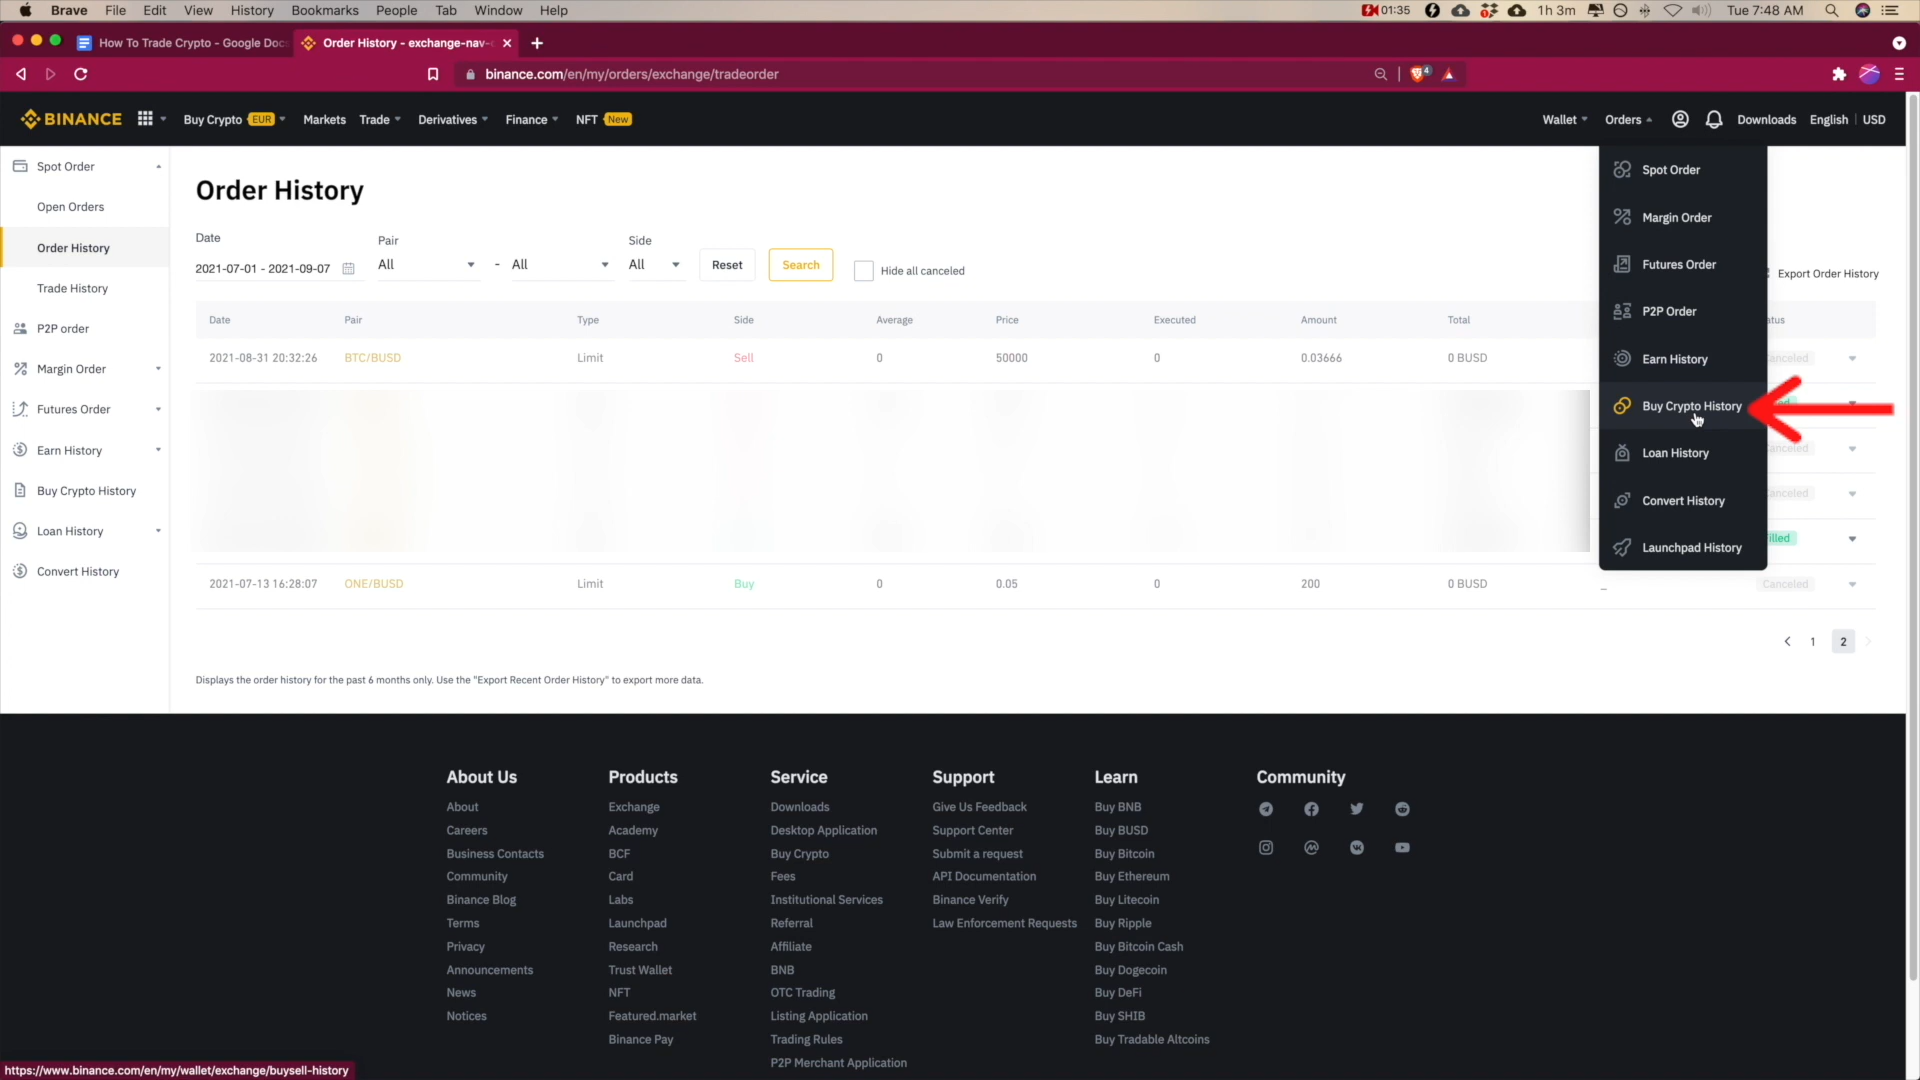 Brave File Edit View History Bookmarks People Tab Window Help 01:35 1h 3m Tue 7:48 AM
How To Trade Crypto - Google Docs Order History - exchange-nav-
binance.com/en/my/orders/exchange/tradeorder 4
BINANCE Buy Crypto EUR Markets Trade Derivatives Finance NFT New Wallet Orders Downloads English USD
Spot Order
Open Orders
Order History
Trade History
P2P order
Margin Order
Futures Order
Earn History
Buy Crypto History
Loan History
Convert History
Order History
Date Pair Side
2021-07-01 - 2021-09-07 All - All All Reset Search Hide all canceled
Export Order History
Date Pair Type Side Average Price Executed Amount Total
2021-08-31 20:32:26 BTC/BUSD Limit Sell 0 50000 0 0.03666 0 BUSD
2021-07-13 16:28:07 ONE/BUSD Limit Buy 0 0.05 0 200 0 BUSD _ Canceled
1 2
Displays the order history for the past 6 months only. Use the "Export Recent Order History" to export more data.
Spot Order
Margin Order
Futures Order
P2P Order
Earn History
Buy Crypto History
Loan History
Convert History
Launchpad History
About Us
About
Careers
Business Contacts
Community
Binance Blog
Terms
Privacy
Announcements
News
Notices
Products
Exchange
Academy
BCF
Card
Labs
Launchpad
Research
Trust Wallet
NFT
Featured.market
Binance Pay
Service
Downloads
Desktop Application
Buy Crypto
Fees
Institutional Services
Referral
Affiliate
BNB
OTC Trading
Listing Application
Trading Rules
P2P Merchant Application
Support
Give Us Feedback
Support Center
Submit a request
API Documentation
Binance Verify
Law Enforcement Requests
Learn
Buy BNB
Buy BUSD
Buy Bitcoin
Buy Ethereum
Buy Litecoin
Buy Ripple
Buy Bitcoin Cash
Buy Dogecoin
Buy DeFi
Buy SHIB
Buy Tradable Altcoins
Community
https://www.binance.com/en/my/wallet/exchange/buysell-history